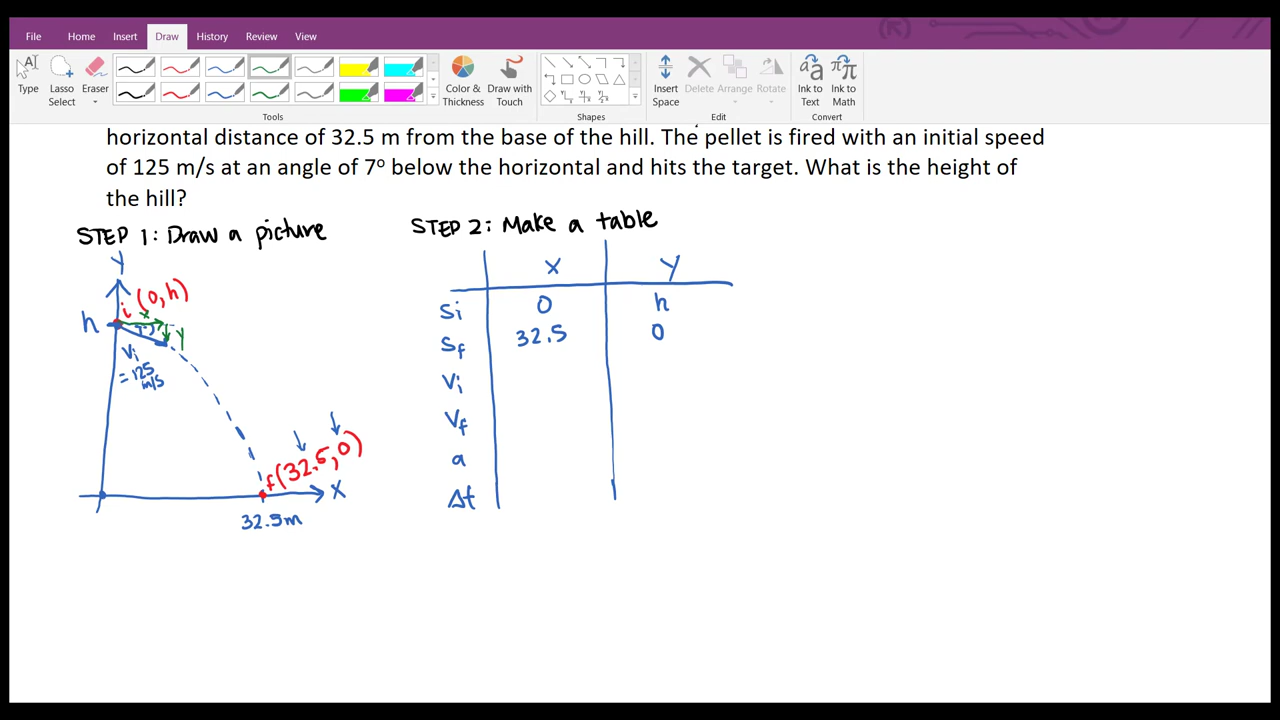 File Home Insert Draw History Review View
Type Lasso Select Eraser Color & Thickness Draw with Touch Insert Space Delete Arrange Rotate Ink to Text Ink to Math
Tools Shapes Edit Convert
horizontal distance of 32.5 m from the base of the hill. The pellet is fired with an initial speed
of 125 m/s at an angle of 7º below the horizontal and hits the target. What is the height of
the hill?
STEP 1: Draw a picture
y
i (0,h)
x
h
7°
y
Vi
=125
m/s
f(32.5,0)
x
32.5m
STEP 2: Make a table
x y
Si 0 h
Sf 32.5 0
Vi
Vf
a
Δt